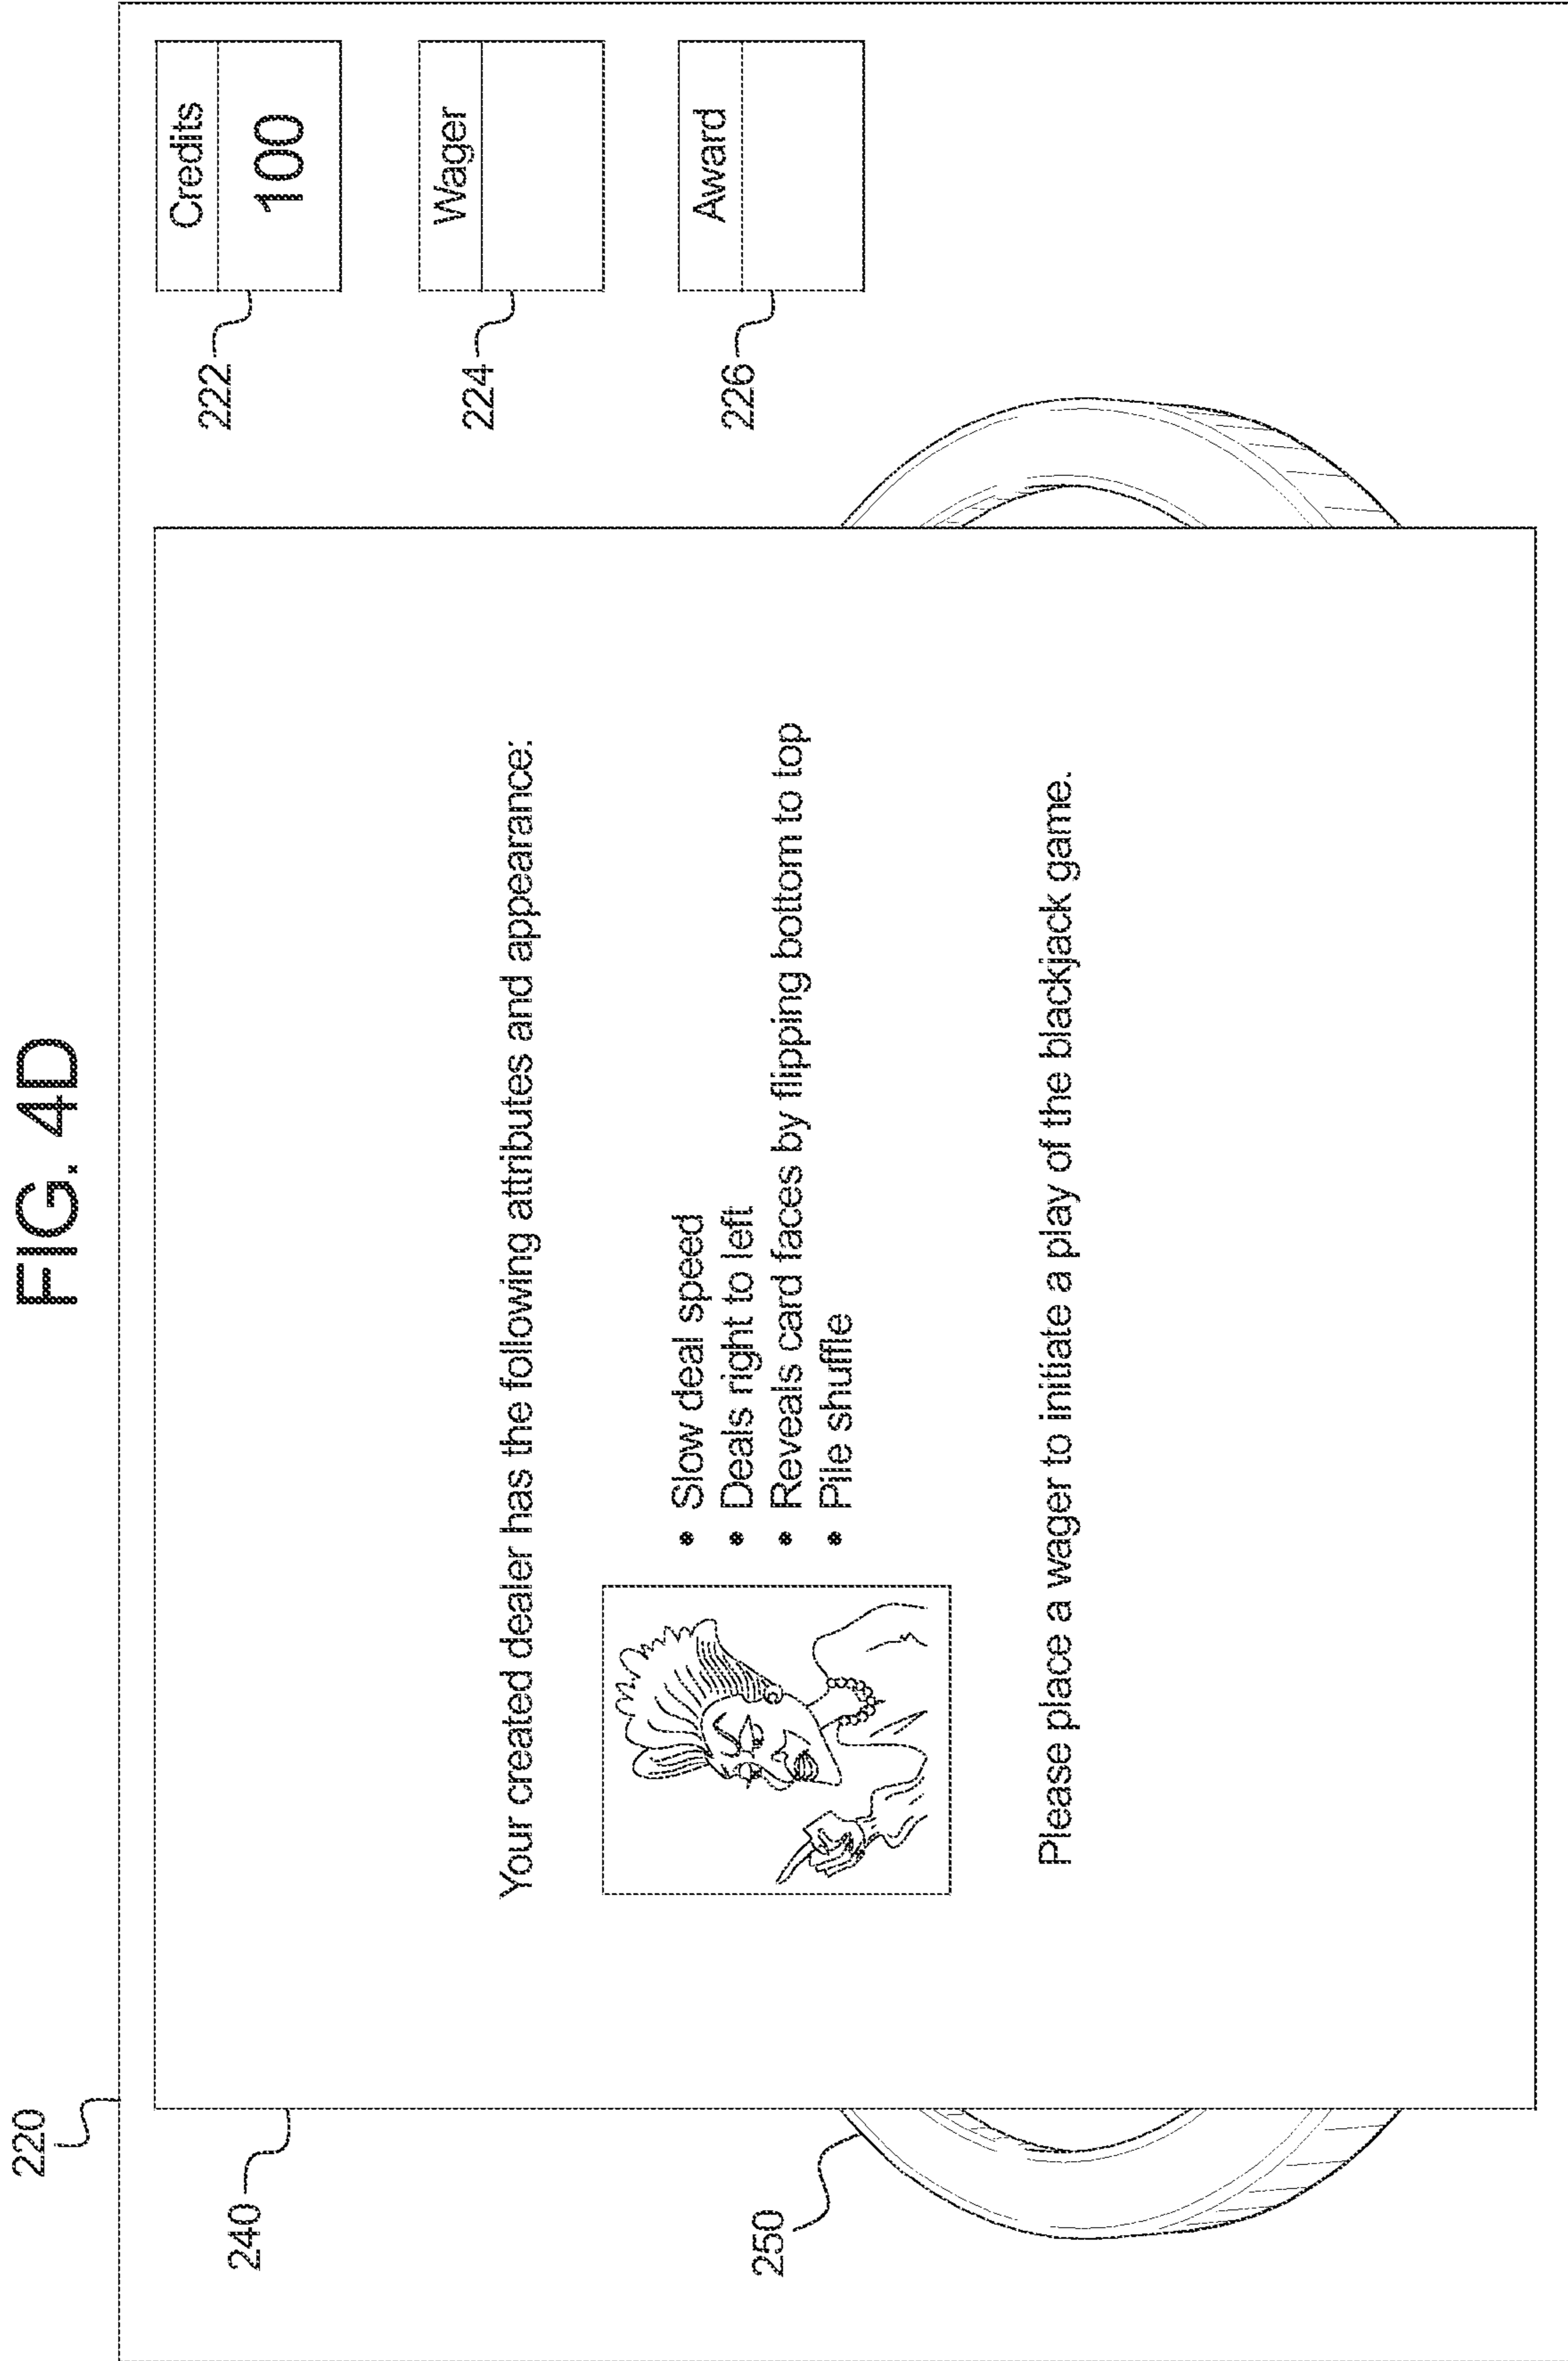 FIG. 4D
220
240
Your created dealer has the following attributes and appearance:
• Slow deal speed
• Deals right to left
• Reveals card faces by flipping bottom to top
• Pile shuffle
Please place a wager to initiate a play of the blackjack game.
250
222
Credits
100
224
Wager
226
Award